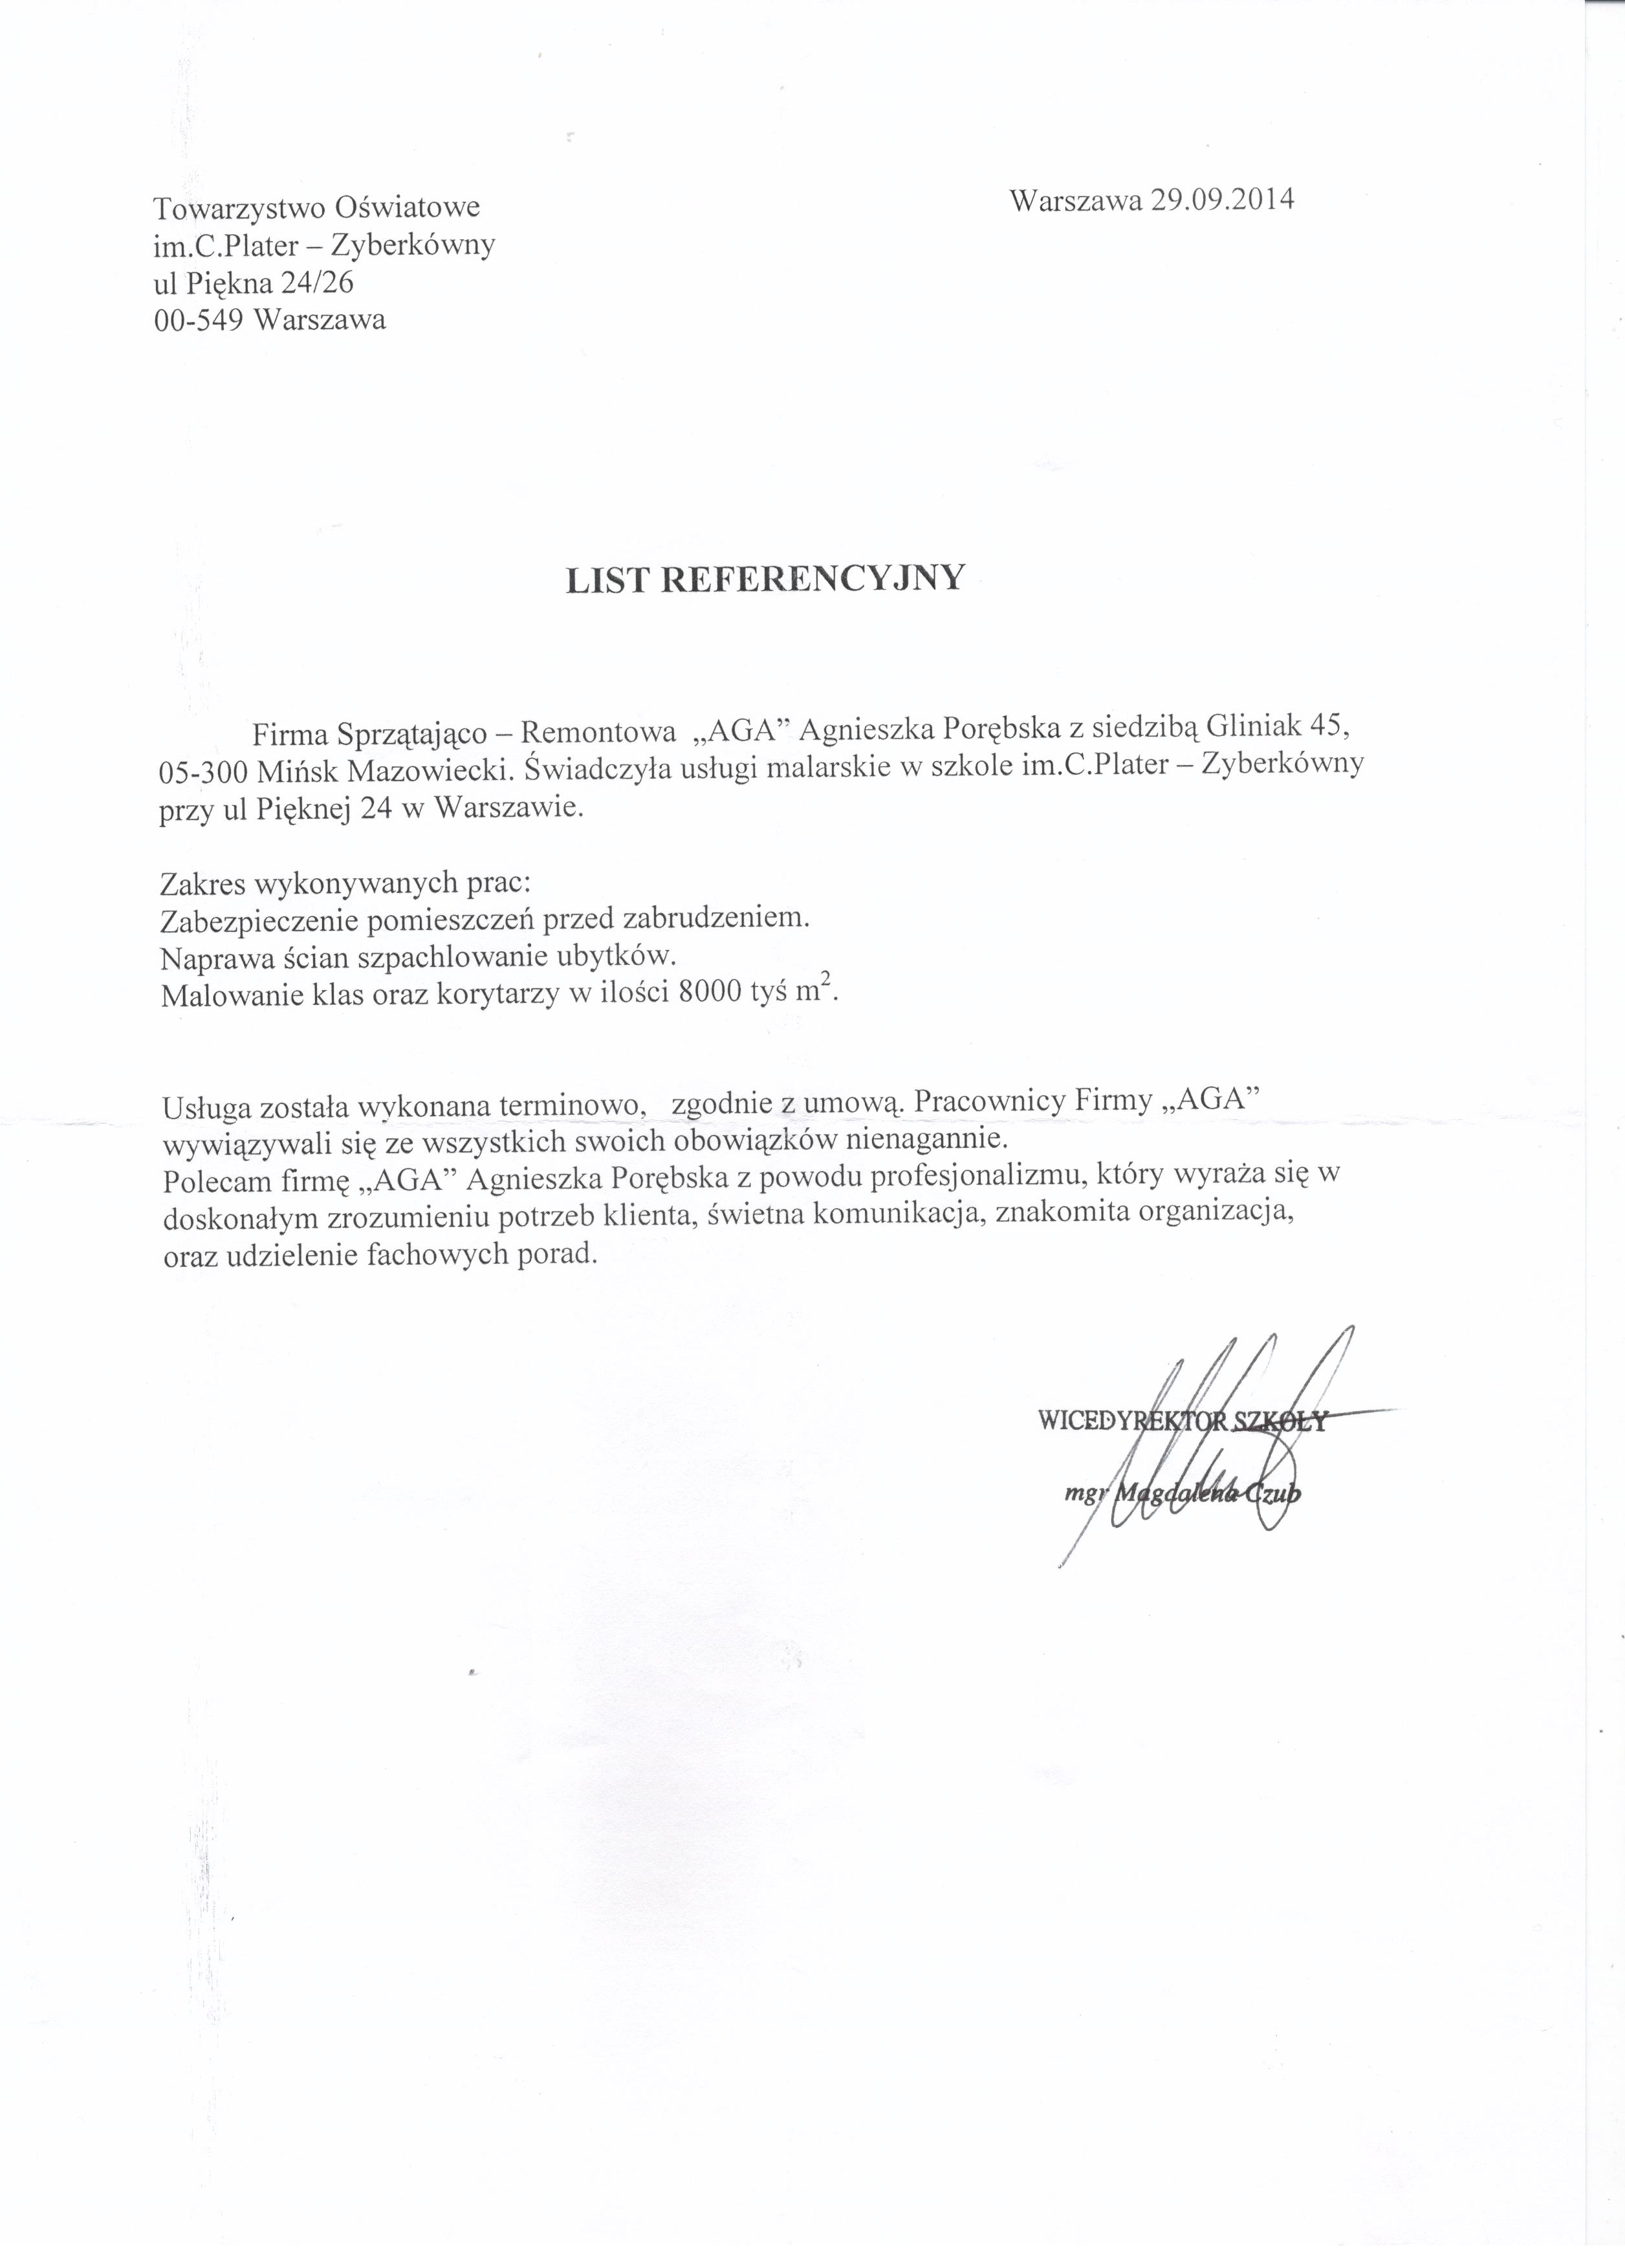 Towarzystwo Oświatowe
im.C.Plater – Zyberkówny
ul Piękna 24/26
00-549 Warszawa
Warszawa 29.09.2014
LIST REFERENCYJNY
Firma Sprzątająco – Remontowa „AGA” Agnieszka Porębska z siedzibą Gliniak 45,
05-300 Mińsk Mazowiecki. Świadczyła usługi malarskie w szkole im.C.Plater – Zyberkówny
przy ul Pięknej 24 w Warszawie.
Zakres wykonywanych prac:
Zabezpieczenie pomieszczeń przed zabrudzeniem.
Naprawa ścian szpachlowanie ubytków.
Malowanie klas oraz korytarzy w ilości 8000 tyś m².
Usługa została wykonana terminowo, zgodnie z umową. Pracownicy Firmy „AGA”
wywiązywali się ze wszystkich swoich obowiązków nienagannie.
Polecam firmę „AGA” Agnieszka Porębska z powodu profesjonalizmu, który wyraża się w
doskonałym zrozumieniu potrzeb klienta, świetna komunikacja, znakomita organizacja,
oraz udzielenie fachowych porad.
WICEDYREKTOR SZKOŁY
mgr Magdalena Czub